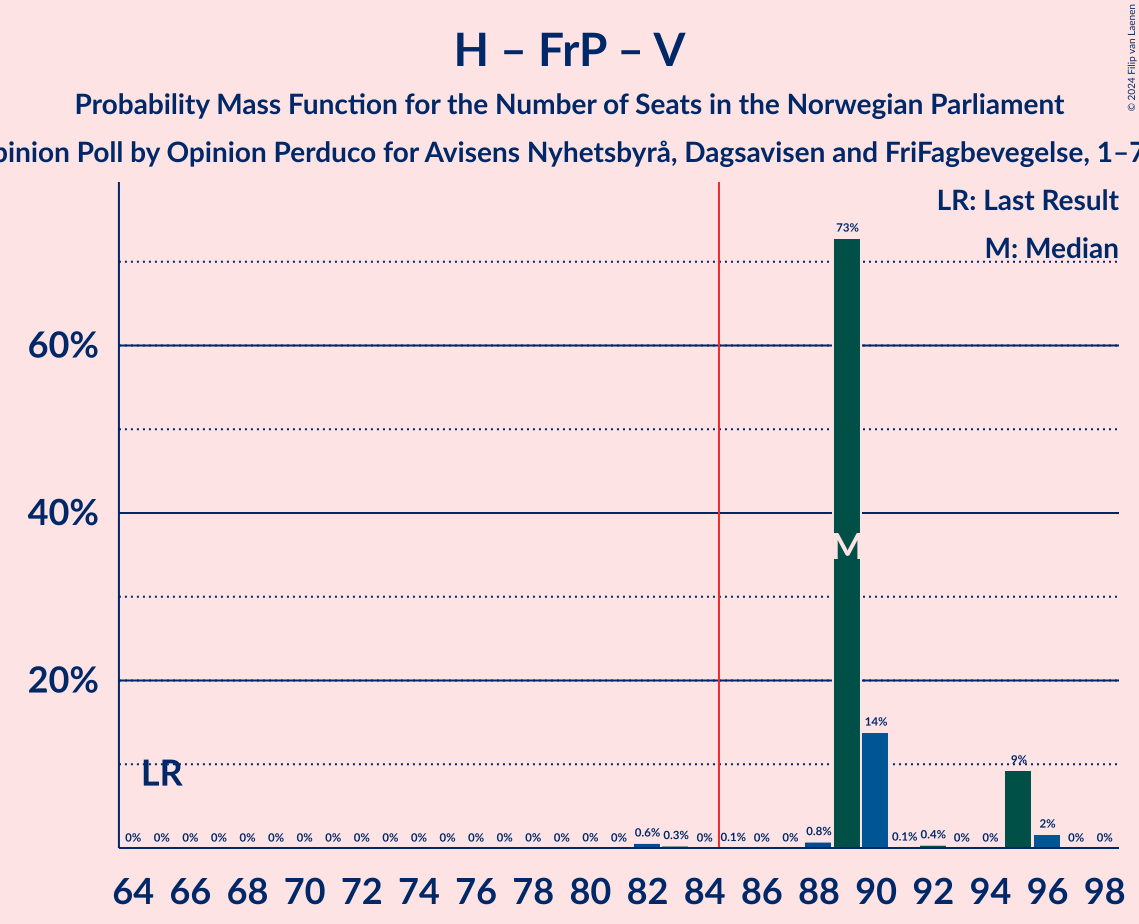 © 2024 Filip van Laenen
H – FrP – V
Probability Mass Function for the Number of Seats in the Norwegian Parliament
Opinion Poll by Opinion Perduco for Avisens Nyhetsbyrå, Dagsavisen and FriFagbevegelse, 1–7
LR: Last Result
M: Median
73%
60%
40%
M
20%
14%
LR
9%
0% 0% 0% 0% 0% 0% 0% 0% 0% 0% 0% 0% 0% 0% 0% 0% 0% 0% 0.6% 0.3% 0% 0.1% 0% 0% 0.8% 0.1% 0.4% 0% 0% 2% 0% 0%
64 66 68 70 72 74 76 78 80 82 84 86 88 90 92 94 96 98